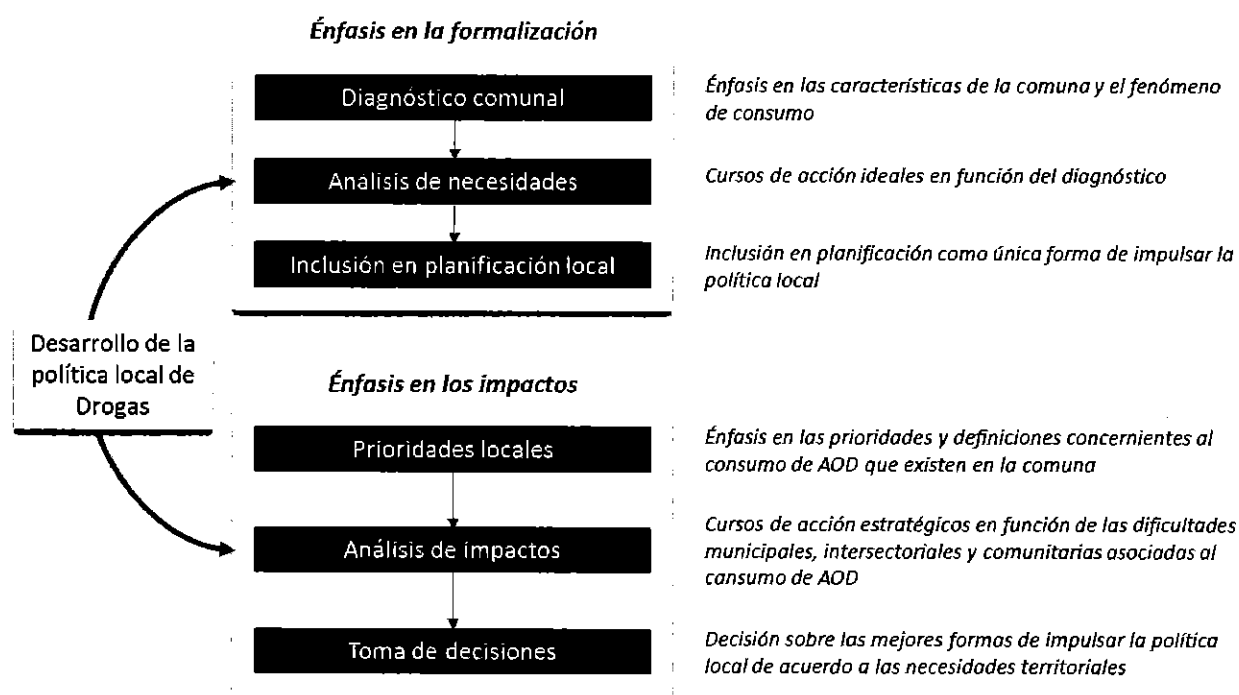 Énfasis en la formalización
Diagnóstico comunal
Énfasis en las características de la comuna y el fenómeno
de consumo
Análisis de necesidades
Cursos de acción ideales en función del diagnóstico
Inclusión en planificación local
Inclusión en planificación como única forma de impulsar la
política local
Desarrollo de la
política local de
Drogas
Énfasis en los impactos
Prioridades locales
Énfasis en las prioridades y definiciones concernientes al
consumo de AOD que existen en la comuna
Análisis de impactos
Cursos de acción estratégicos en función de las dificultades
municipales, intersectoriales y comunitarias asociadas al
cansumo de AOD
Toma de decisiones
Decisión sobre las mejores formas de impulsar la política
local de acuerdo a las necesidades territoriales